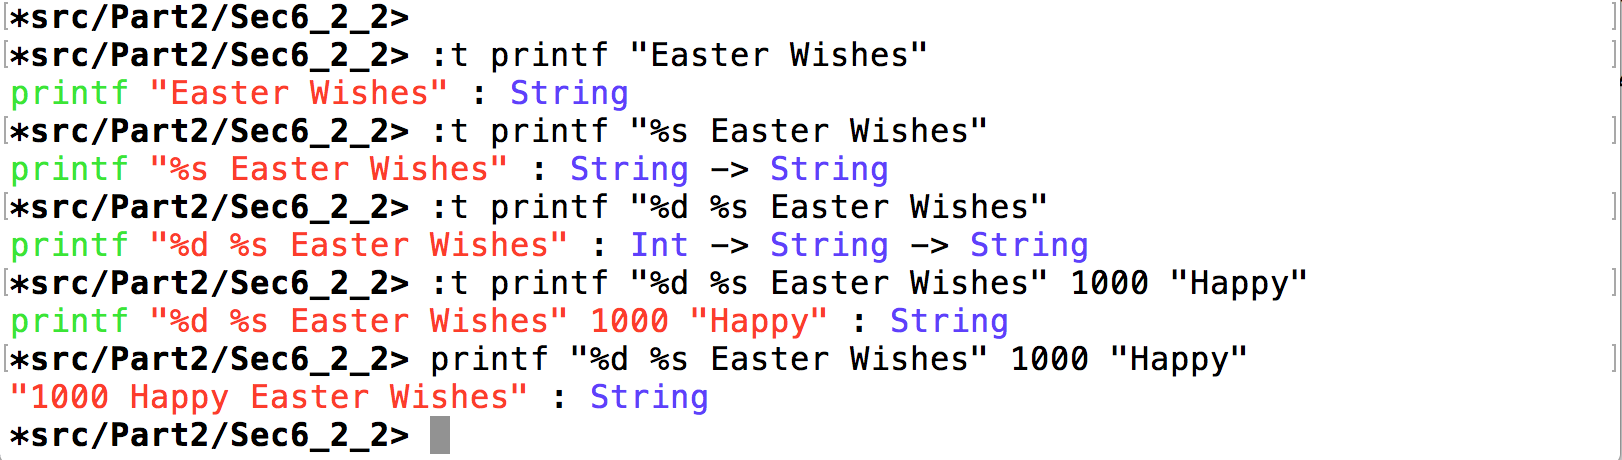 *src/Part2/Sec6_2_2>
*src/Part2/Sec6_2_2> :t printf "Easter Wishes"
printf "Easter Wishes" : String
*src/Part2/Sec6_2_2> :t printf "%s Easter Wishes"
printf "%s Easter Wishes" : String -> String
*src/Part2/Sec6_2_2> :t printf "%d %s Easter Wishes"
printf "%d %s Easter Wishes" : Int -> String -> String
*src/Part2/Sec6_2_2> :t printf "%d %s Easter Wishes" 1000 "Happy"
printf "%d %s Easter Wishes" 1000 "Happy" : String
*src/Part2/Sec6_2_2> printf "%d %s Easter Wishes" 1000 "Happy"
"1000 Happy Easter Wishes" : String
*src/Part2/Sec6_2_2>